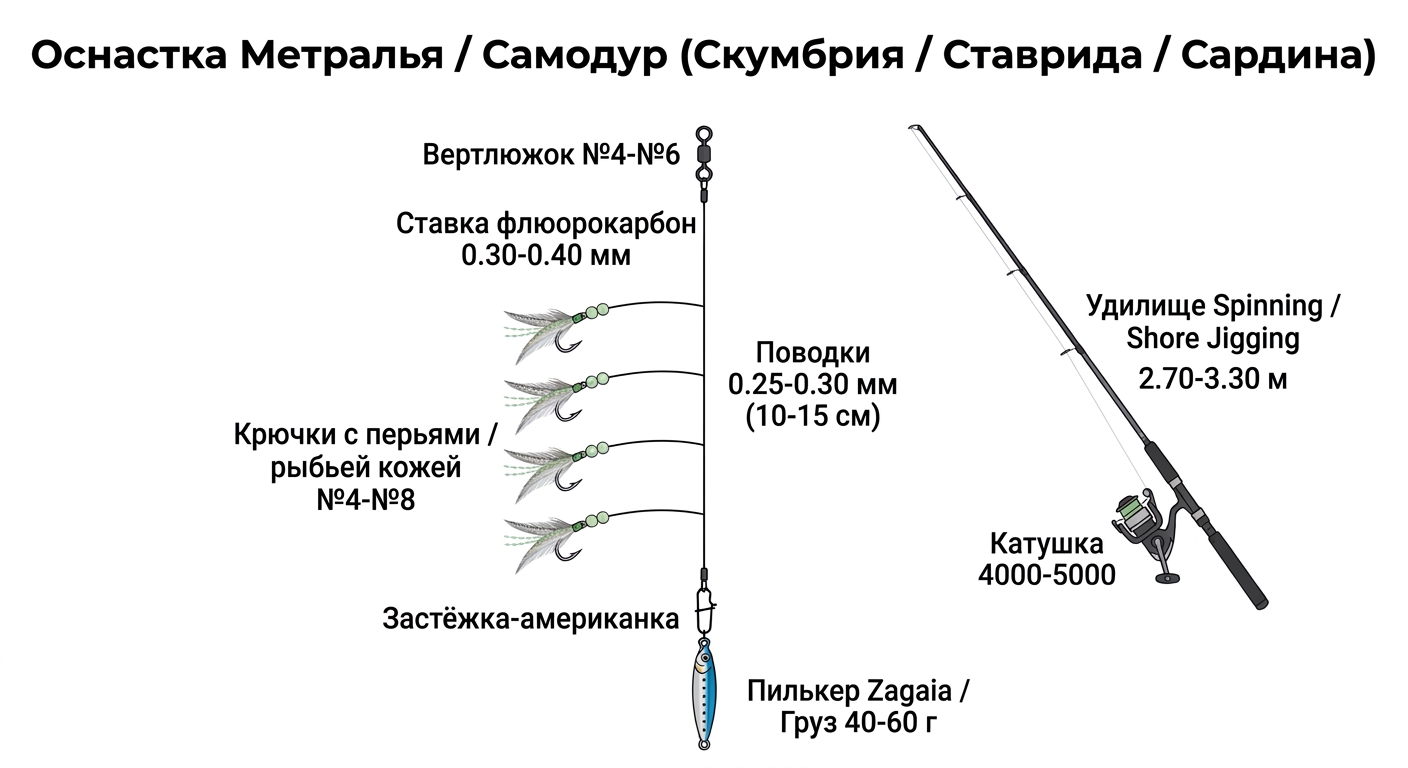 Оснастка Метралья / Самодур (Скумбрия / Ставрида / Сардина)
Вертлюжок №4-№6
Ставка флюорокарбон
0.30-0.40 мм
Поводки
0.25-0.30 мм
(10-15 см)
Крючки с перьями /
рыбьей кожей
№4-№8
Застёжка-американка
Пилькер Zagaia /
Груз 40-60 г
Удилище Spinning /
Shore Jigging
2.70-3.30 м
Катушка
4000-5000